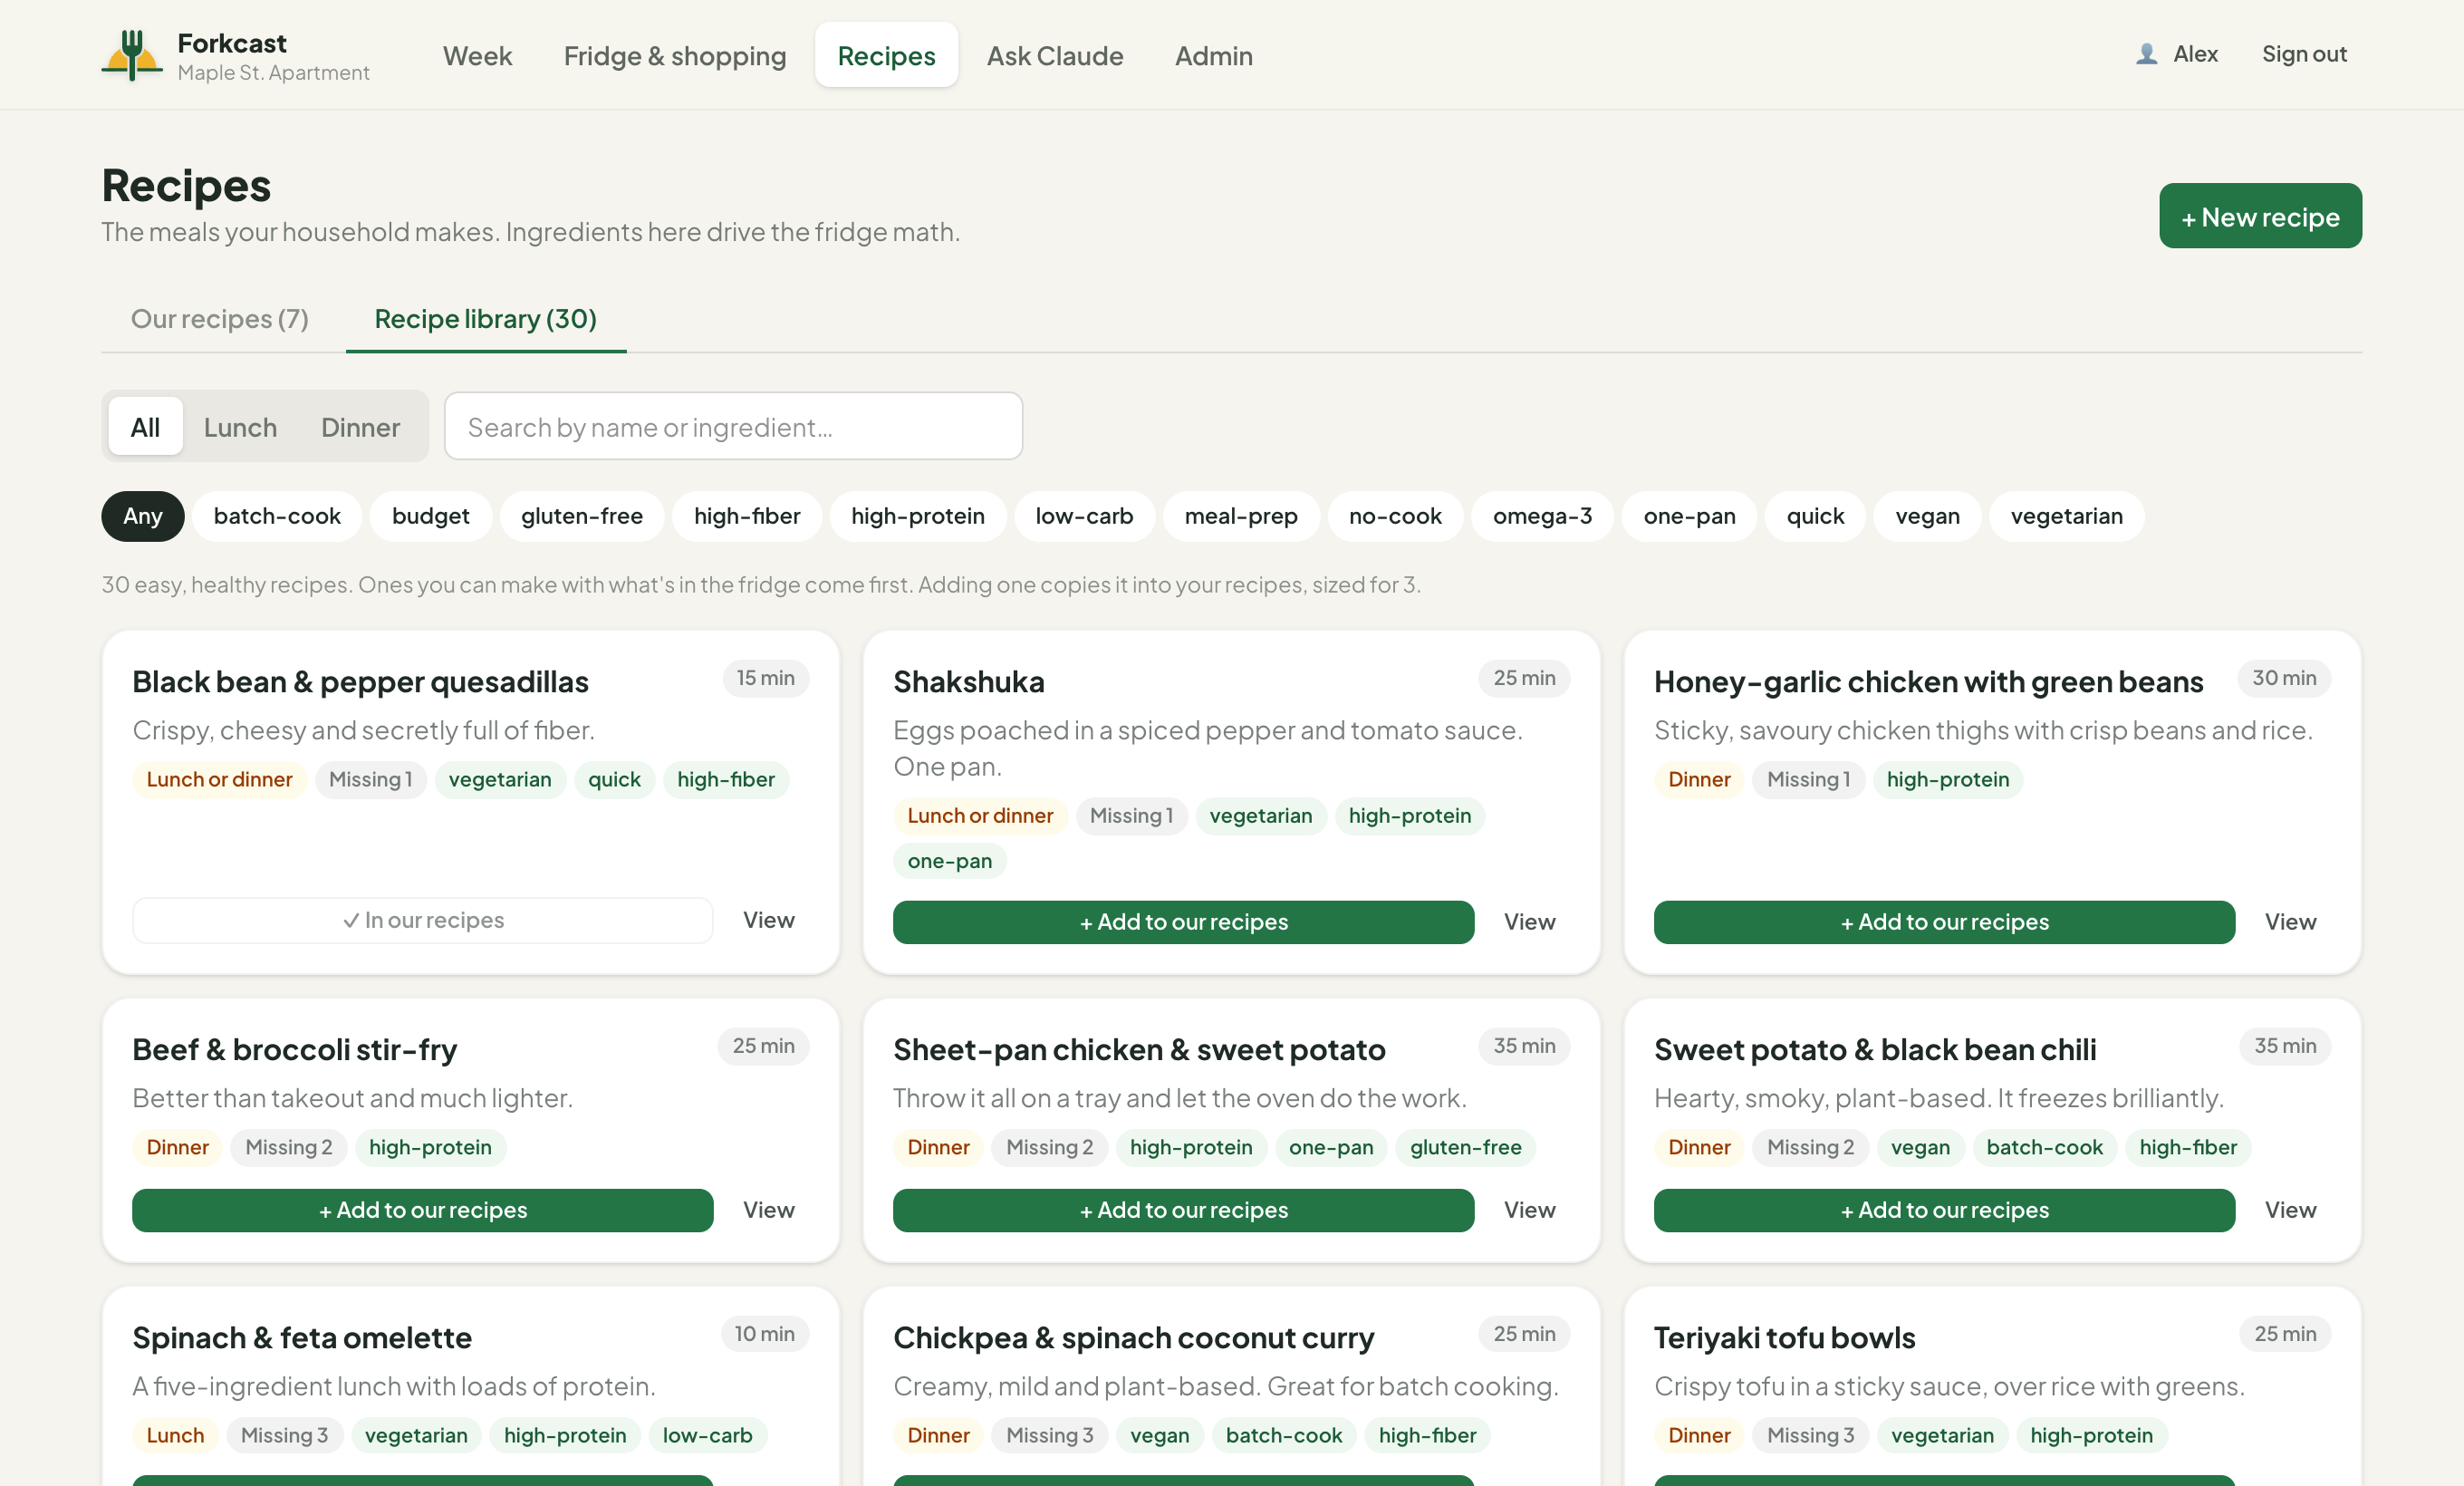 Forkcast
Maple St. Apartment
Week
Fridge & shopping
Recipes
Ask Claude
Admin
Alex
Sign out
Recipes
The meals your household makes. Ingredients here drive the fridge math.
+ New recipe
Our recipes (7)
Recipe library (30)
All
Lunch
Dinner
Search by name or ingredient...
Any
batch-cook
budget
gluten-free
high-fiber
high-protein
low-carb
meal-prep
no-cook
omega-3
one-pan
quick
vegan
vegetarian
30 easy, healthy recipes. Ones you can make with what's in the fridge come first. Adding one copies it into your recipes, sized for 3.
Black bean & pepper quesadillas
15 min
Crispy, cheesy and secretly full of fiber.
Lunch or dinner
Missing 1
vegetarian
quick
high-fiber
✓ In our recipes
View
Shakshuka
25 min
Eggs poached in a spiced pepper and tomato sauce.
One pan.
Lunch or dinner
Missing 1
vegetarian
high-protein
one-pan
+ Add to our recipes
View
Honey-garlic chicken with green beans
30 min
Sticky, savoury chicken thighs with crisp beans and rice.
Dinner
Missing 1
high-protein
+ Add to our recipes
View
Beef & broccoli stir-fry
25 min
Better than takeout and much lighter.
Dinner
Missing 2
high-protein
+ Add to our recipes
View
Sheet-pan chicken & sweet potato
35 min
Throw it all on a tray and let the oven do the work.
Dinner
Missing 2
high-protein
one-pan
gluten-free
+ Add to our recipes
View
Sweet potato & black bean chili
35 min
Hearty, smoky, plant-based. It freezes brilliantly.
Dinner
Missing 2
vegan
batch-cook
high-fiber
+ Add to our recipes
View
Spinach & feta omelette
10 min
A five-ingredient lunch with loads of protein.
Lunch
Missing 3
vegetarian
high-protein
low-carb
Chickpea & spinach coconut curry
25 min
Creamy, mild and plant-based. Great for batch cooking.
Dinner
Missing 3
vegan
batch-cook
high-fiber
Teriyaki tofu bowls
25 min
Crispy tofu in a sticky sauce, over rice with greens.
Dinner
Missing 3
vegetarian
high-protein